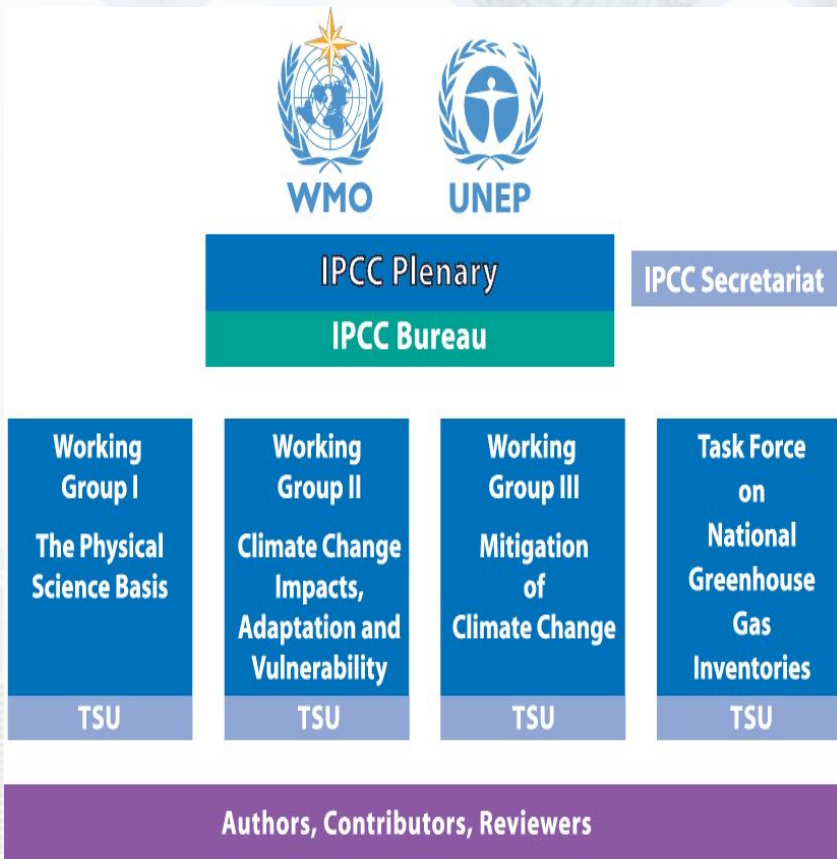 WMO
UNEP
IPCC Plenary
IPCC Bureau
IPCC Secretariat
Working
Group I
The Physical
Science Basis
TSU
Working
Group II
Climate Change
Impacts,
Adaptation and
Vulnerability
TSU
Working
Group III
Mitigation
of
Climate Change
TSU
Task Force
on
National
Greenhouse
Gas
Inventories
TSU
Authors, Contributors, Reviewers